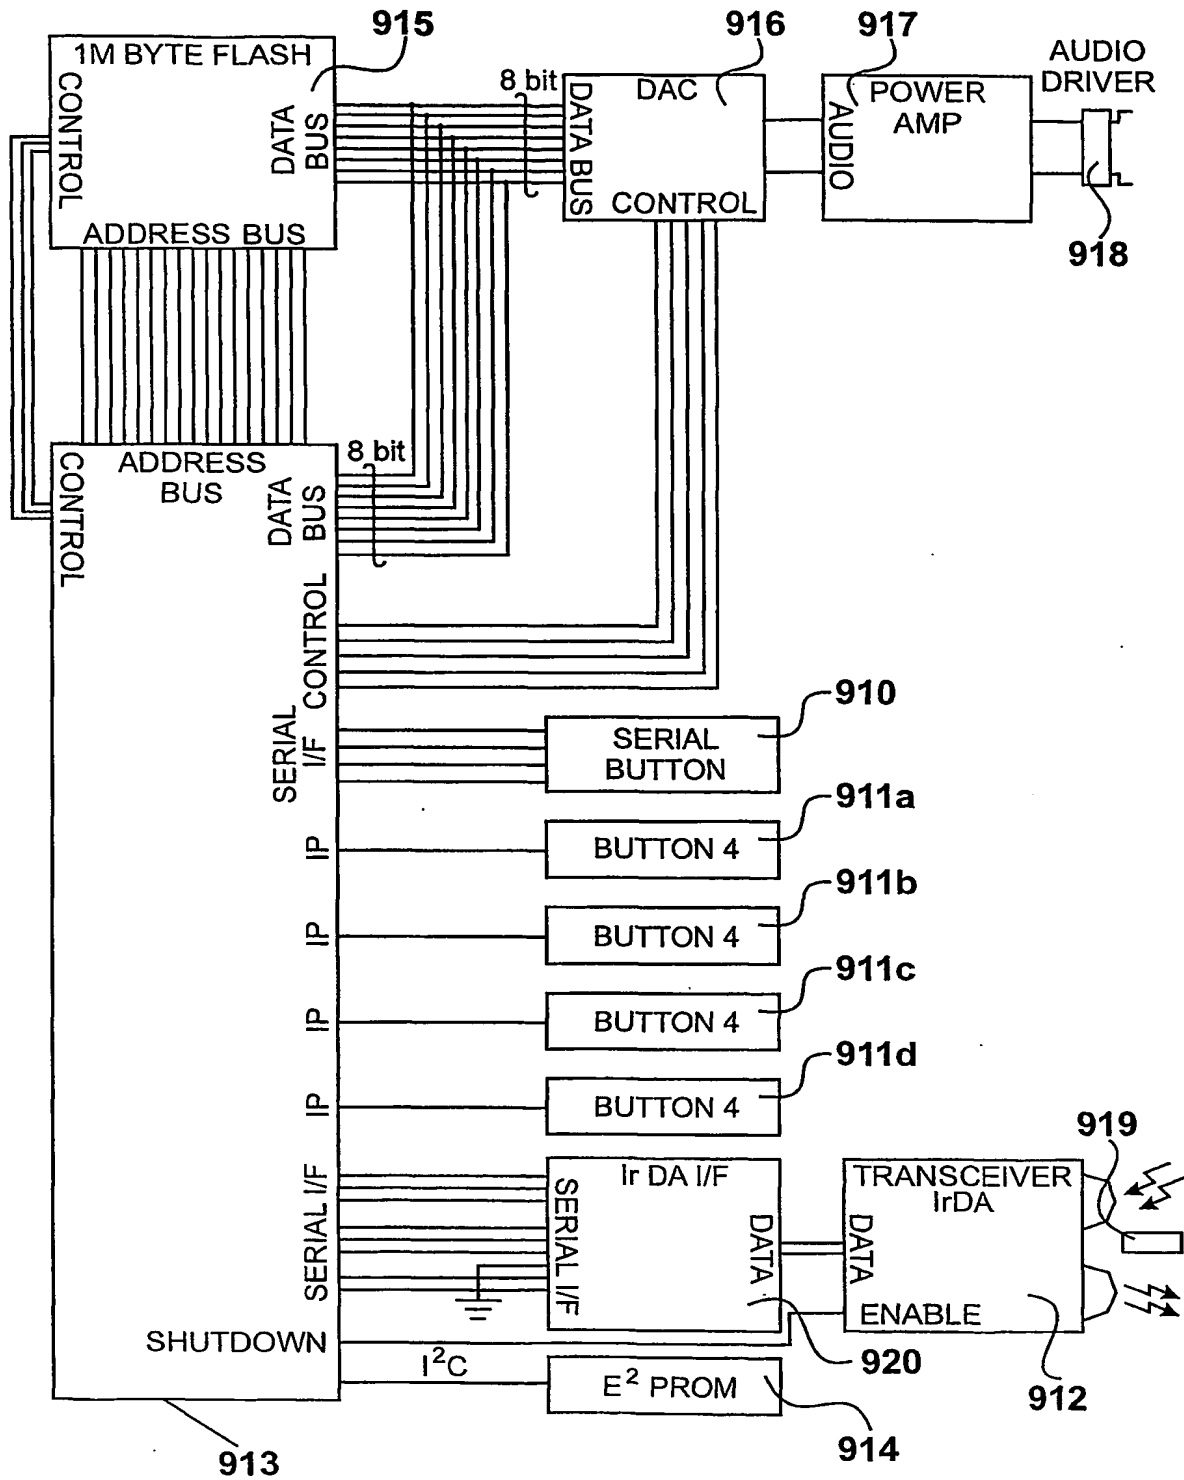 915
916
917
AUDIO
DRIVER
1M BYTE FLASH
CONTROL
DATA
BUS
ADDRESS BUS
8 bit
DATA BUS
DAC
CONTROL
AUDIO
POWER
AMP
918
CONTROL
ADDRESS
BUS
DATA
BUS
8 bit
CONTROL
SERIAL
I/F
910
SERIAL
BUTTON
911a
IP
BUTTON 4
911b
IP
BUTTON 4
911c
IP
BUTTON 4
911d
IP
BUTTON 4
919
SERIAL I/F
SERIAL I/F
Ir DA I/F
DATA
DATA
TRANSCEIVER
IrDA
ENABLE
SHUTDOWN
I²C
E² PROM
920
912
914
913